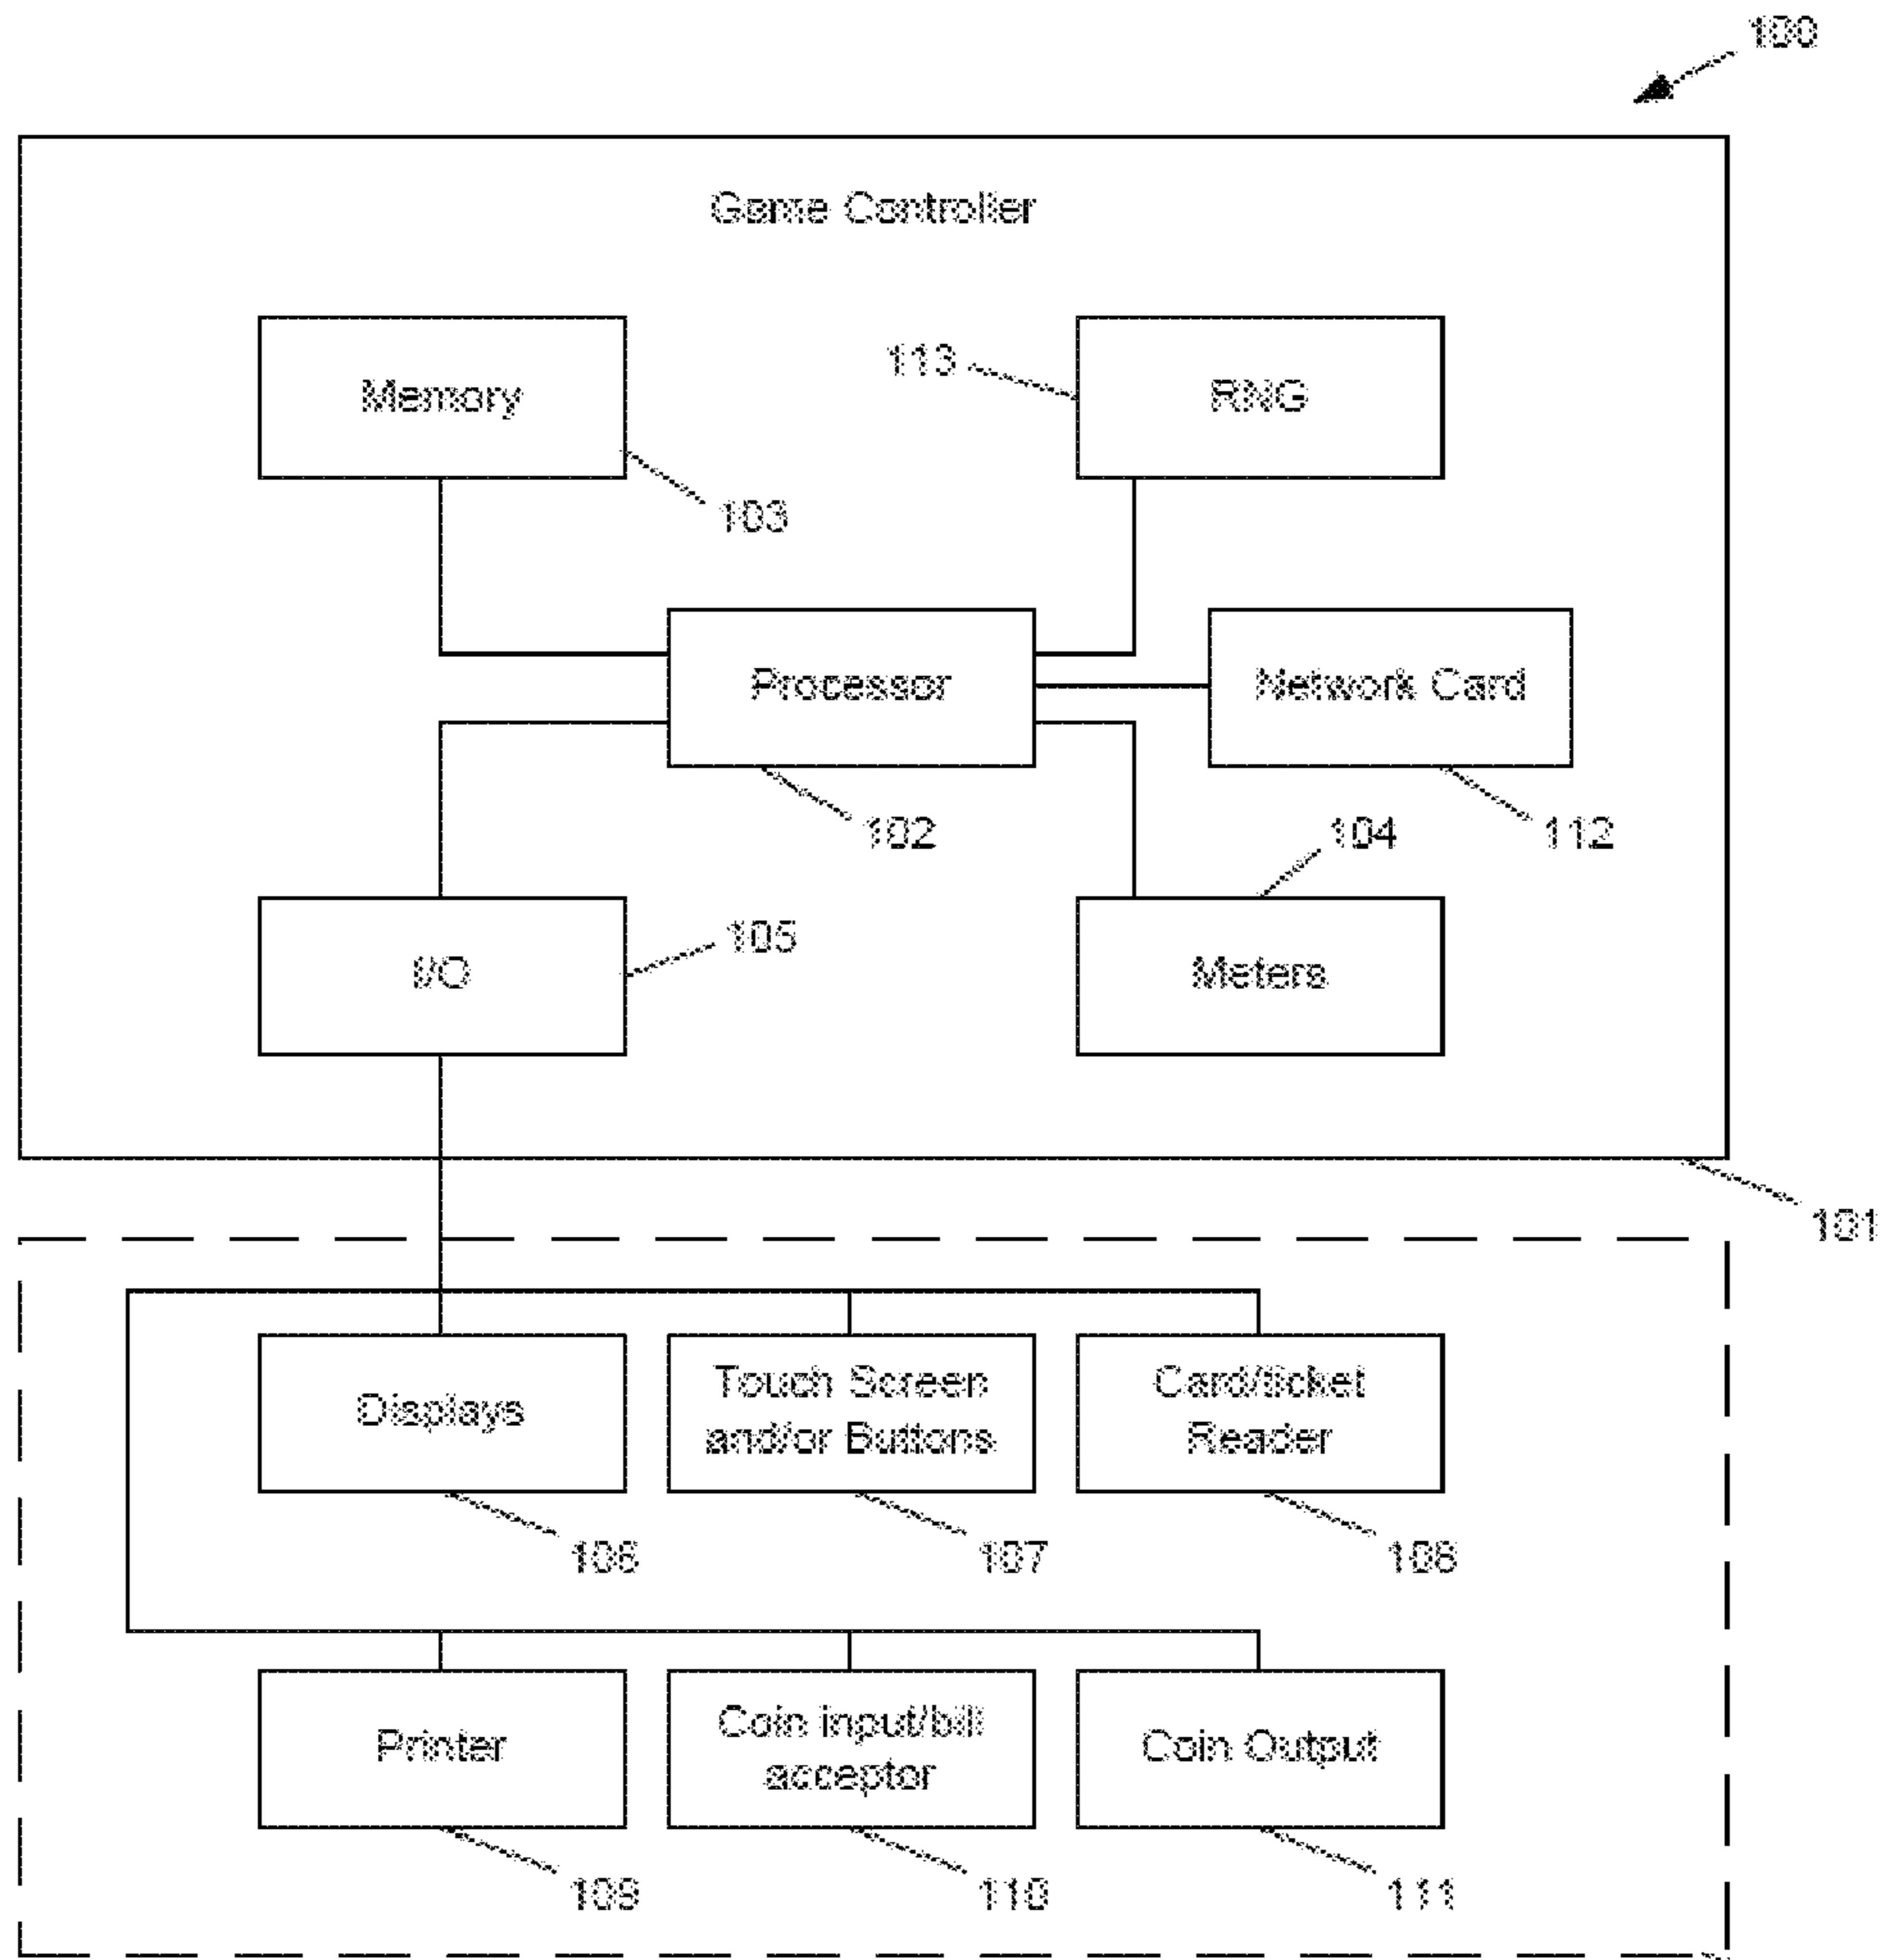 100
Game Controller
Memory
113
RNG
103
Processor
Network Card
102
104
112
I/O
105
Meters
101
Displays
Touch Screen
and/or Buttons
Card/ticket
Reader
106
107
108
Printer
Coin input/bill
acceptor
Coin Output
109
110
111